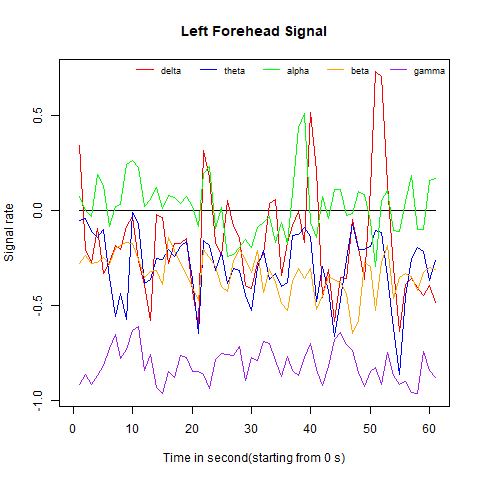 Left Forehead Signal
delta theta alpha beta gamma
Signal rate
0.5
0.0
-0.5
-1.0
0 10 20 30 40 50 60
Time in second(starting from 0 s)